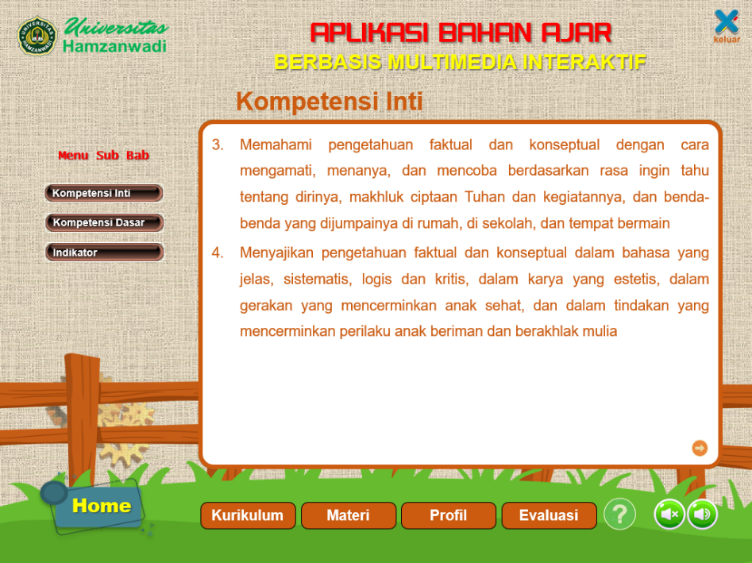 Universitas
Hamzanwadi
APLIKASI BAHAN AJAR
BERBASIS MULTIMEDIA INTERAKTIF
keluar
Kompetensi Inti
Menu Sub Bab
Kompetensi Inti
Kompetensi Dasar
Indikator
3. Memahami pengetahuan faktual dan konseptual dengan cara
mengamati, menanya, dan mencoba berdasarkan rasa ingin tahu
tentang dirinya, makhluk ciptaan Tuhan dan kegiatannya, dan benda-
benda yang dijumpainya di rumah, di sekolah, dan tempat bermain
4. Menyajikan pengetahuan faktual dan konseptual dalam bahasa yang
jelas, sistematis, logis dan kritis, dalam karya yang estetis, dalam
gerakan yang mencerminkan anak sehat, dan dalam tindakan yang
mencerminkan perilaku anak beriman dan berakhlak mulia
Home
Kurikulum
Materi
Profil
Evaluasi
?